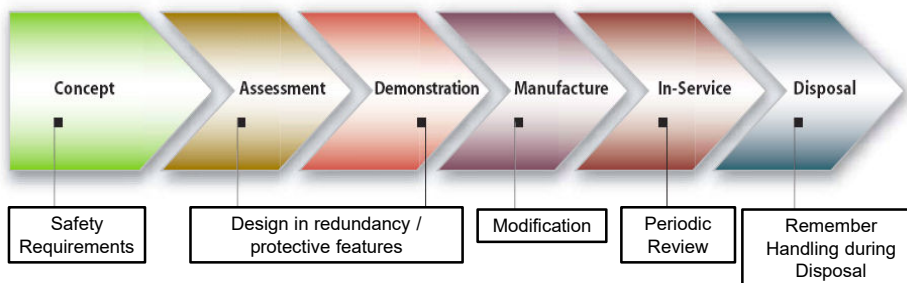 Concept
Assessment
Demonstration
Manufacture
In-Service
Disposal
Safety
Requirements
Design in redundancy /
protective features
Modification
Periodic
Review
Remember
Handling during
Disposal